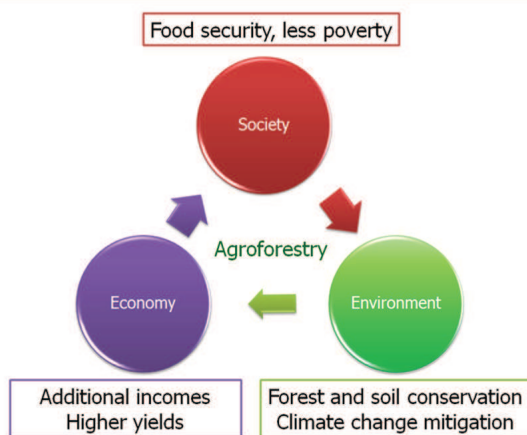 Food security, less poverty
Society
Agroforestry
Economy
Environment
Additional incomes
Higher yields
Forest and soil conservation
Climate change mitigation